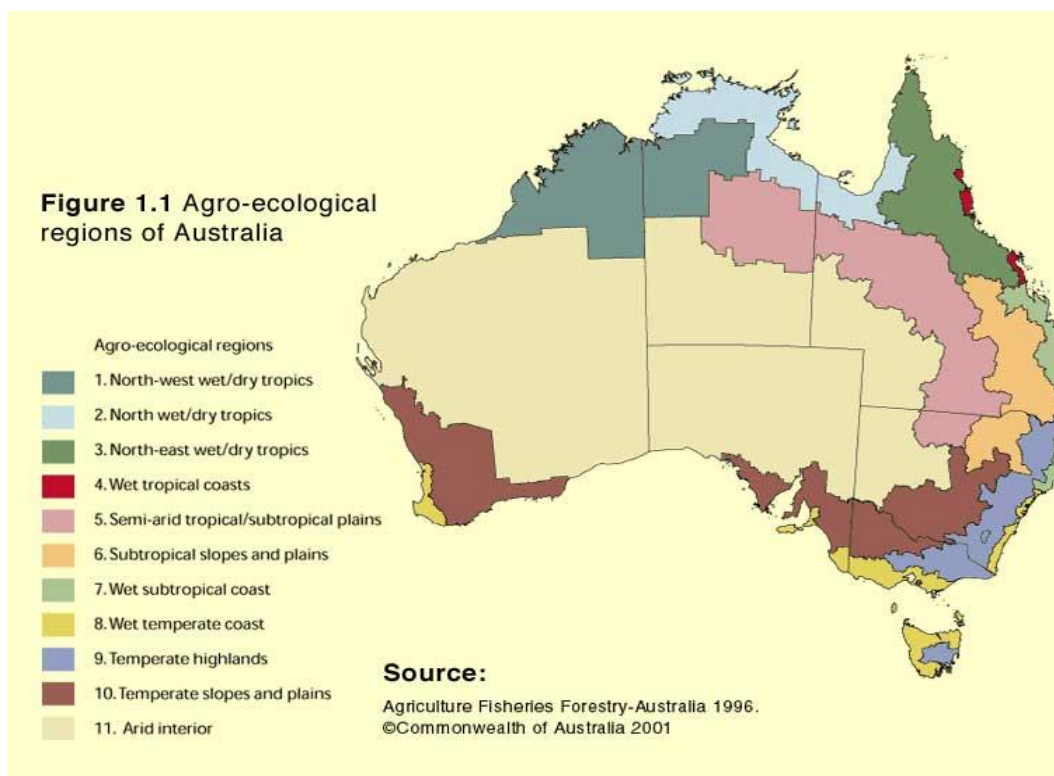 Figure 1.1 Agro-ecological
regions of Australia
Agro-ecological regions
1. North-west wet/dry tropics
2. North wet/dry tropics
3. North-east wet/dry tropics
4. Wet tropical coasts
5. Semi-arid tropical/subtropical plains
6. Subtropical slopes and plains
7. Wet subtropical coast
8. Wet temperate coast
9. Temperate highlands
10. Temperate slopes and plains
11. Arid interior
Source:
Agriculture Fisheries Forestry-Australia 1996.
©Commonwealth of Australia 2001